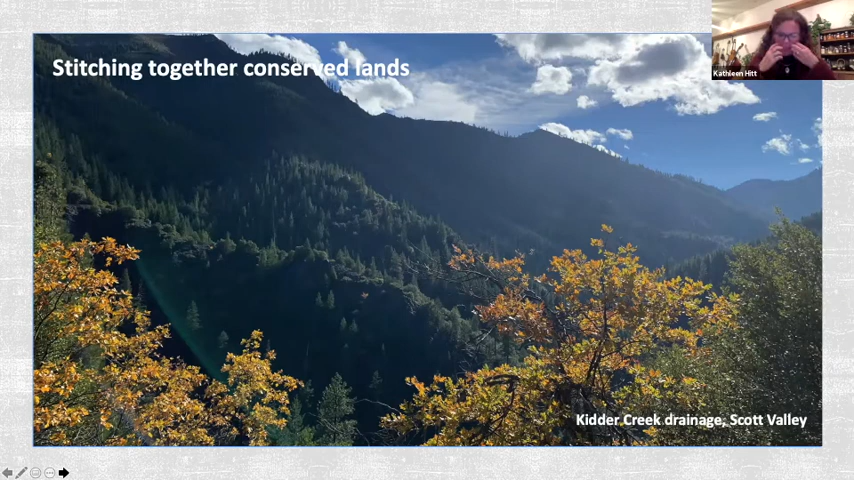 Stitching together conserved lands
Kathleen Hitt
Kidder Creek drainage, Scott Valley